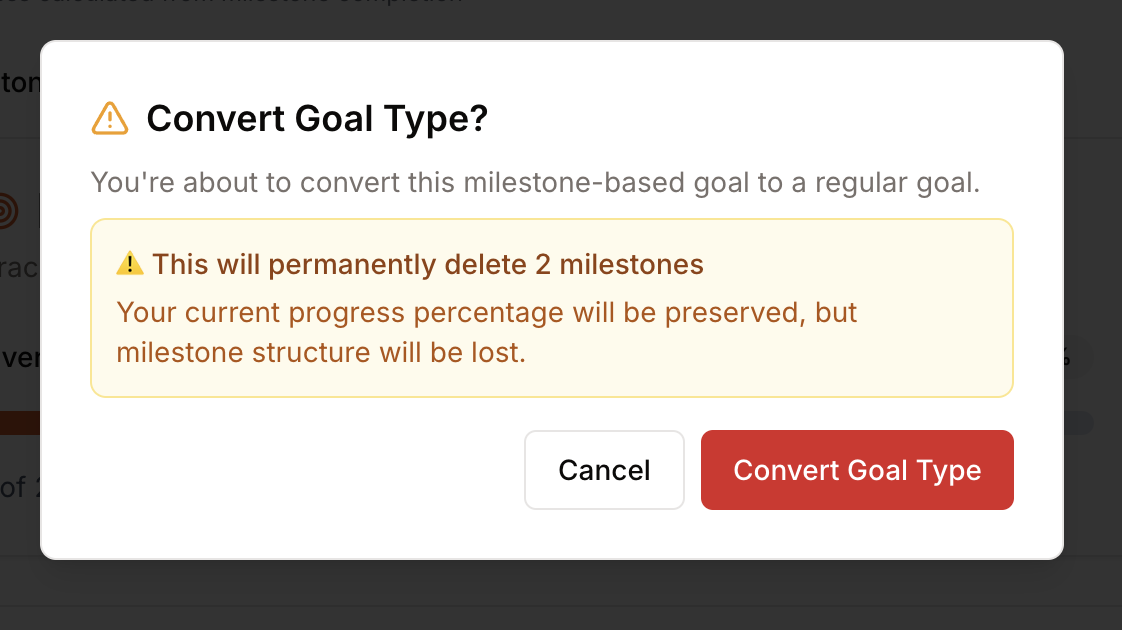 Convert Goal Type?
You're about to convert this milestone-based goal to a regular goal.
⚠️ This will permanently delete 2 milestones
Your current progress percentage will be preserved, but
milestone structure will be lost.
Cancel
Convert Goal Type